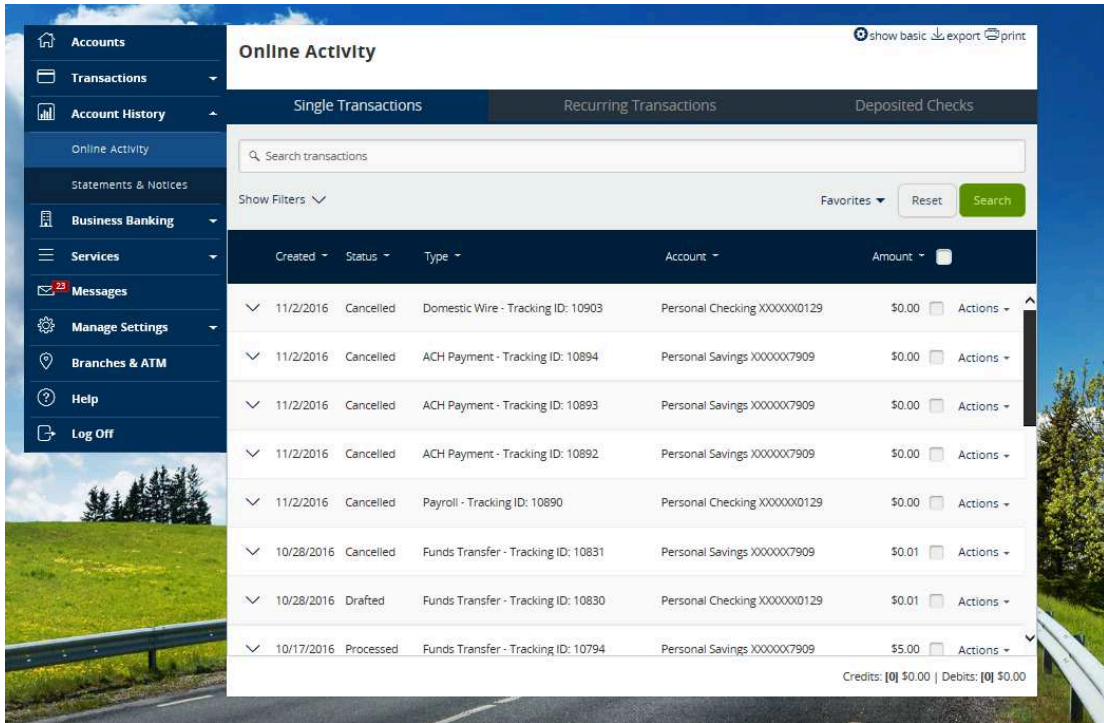 Accounts
Transactions
Account History
Online Activity
Statements & Notices
Business Banking
Services
23
Messages
Manage Settings
Branches & ATM
Help
Log Off
Online Activity
show basic export print
Single Transactions Recurring Transactions Deposited Checks
Search transactions
Show Filters Favorites Reset Search
Created Status Type Account Amount
11/2/2016 Cancelled Domestic Wire - Tracking ID: 10903 Personal Checking XXXXXX0129 $0.00 Actions
11/2/2016 Cancelled ACH Payment - Tracking ID: 10894 Personal Savings XXXXXX7909 $0.00 Actions
11/2/2016 Cancelled ACH Payment - Tracking ID: 10893 Personal Savings XXXXXX7909 $0.00 Actions
11/2/2016 Cancelled ACH Payment - Tracking ID: 10892 Personal Savings XXXXXX7909 $0.00 Actions
11/2/2016 Cancelled Payroll - Tracking ID: 10890 Personal Checking XXXXXX0129 $0.00 Actions
10/28/2016 Cancelled Funds Transfer - Tracking ID: 10831 Personal Savings XXXXXX7909 $0.01 Actions
10/28/2016 Drafted Funds Transfer - Tracking ID: 10830 Personal Checking XXXXXX0129 $0.01 Actions
10/17/2016 Processed Funds Transfer - Tracking ID: 10794 Personal Savings XXXXXX7909 $5.00 Actions
Credits: [0] $0.00 | Debits: [0] $0.00